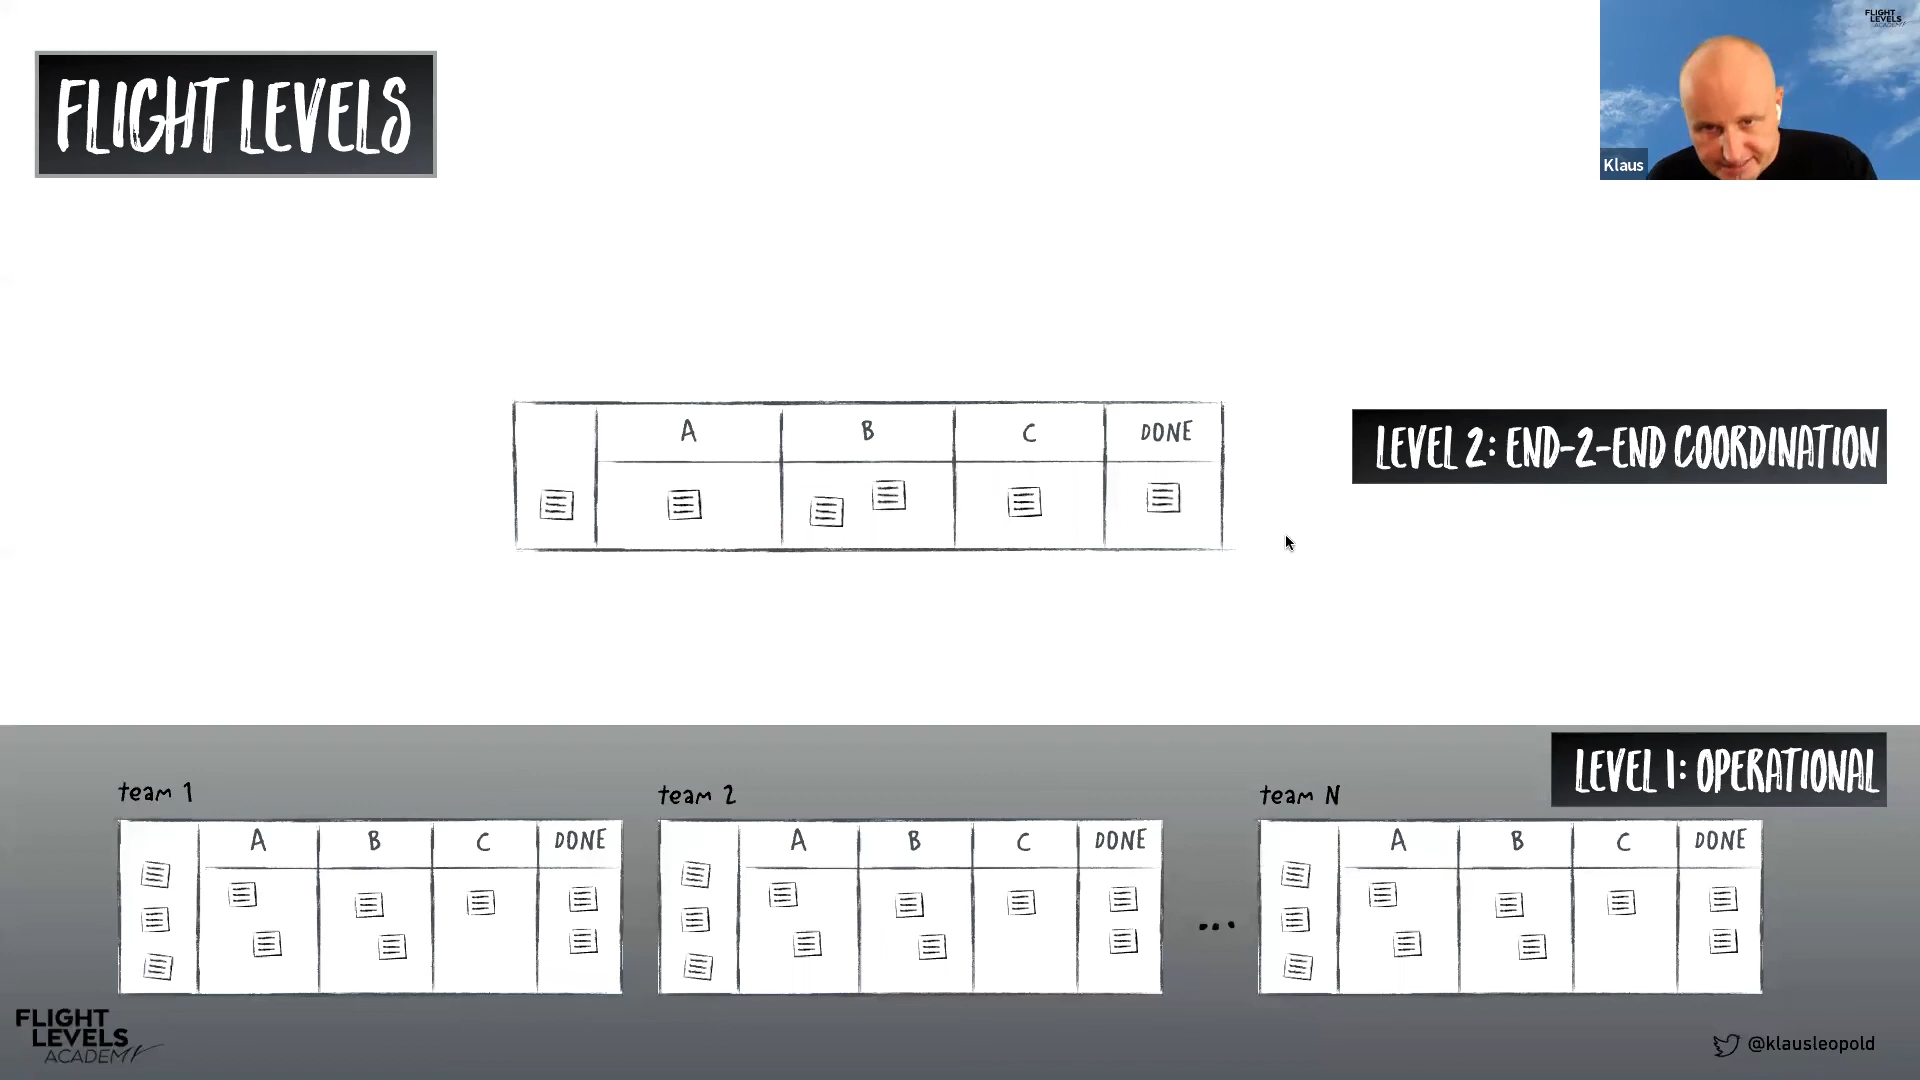 FLIGHT LEVELS
FLIGHT
LEVELS
ACADEMY
Klaus
A B C DONE
LEVEL 2: END-2-END COORDINATION
LEVEL 1: OPERATIONAL
team 1
team 2
team N
A B C DONE
A B C DONE
...
A B C DONE
FLIGHT
LEVELS
ACADEMY
@klausleopold